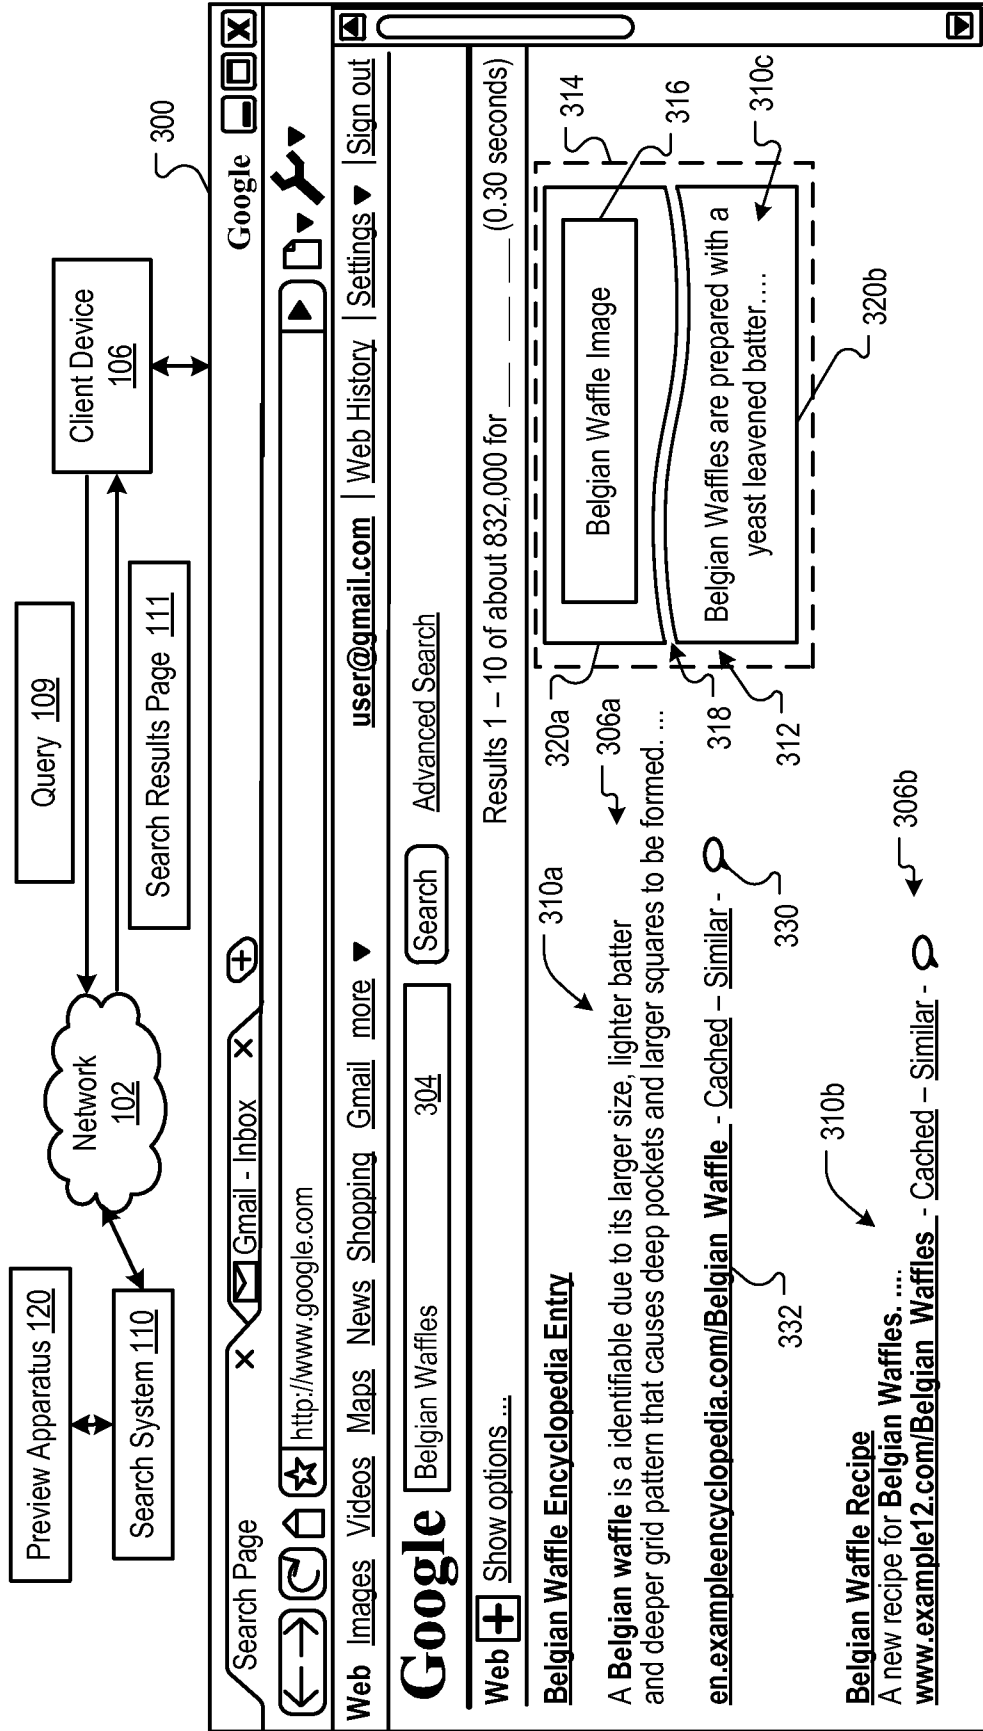 Preview Apparatus 120
Search System 110
Network
102
Query 109
Search Results Page 111
Client Device
106
300
Search Page
Gmail - Inbox
Google
http://www.google.com
Web Images Videos Maps News Shopping Gmail more
user@gmail.com | Web History | Settings | Sign out
Google
Belgian Waffles 304
Search
Advanced Search
Web + Show options ...
Results 1 – 10 of about 832,000 for __ __ __ __ (0.30 seconds)
Belgian Waffle Encyclopedia Entry
310a
A Belgian waffle is a identifiable due to its larger size, lighter batter
and deeper grid pattern that causes deep pockets and larger squares to be formed. ...
306a
en.exampleencyclopedia.com/Belgian_Waffle - Cached – Similar -
332
330
320a
314
Belgian Waffle Image
316
318
312
Belgian Waffles are prepared with a
yeast leavened batter....
310c
320b
Belgian Waffle Recipe
310b
A new recipe for Belgian Waffles. ....
www.example12.com/Belgian_Waffles - Cached – Similar -
306b